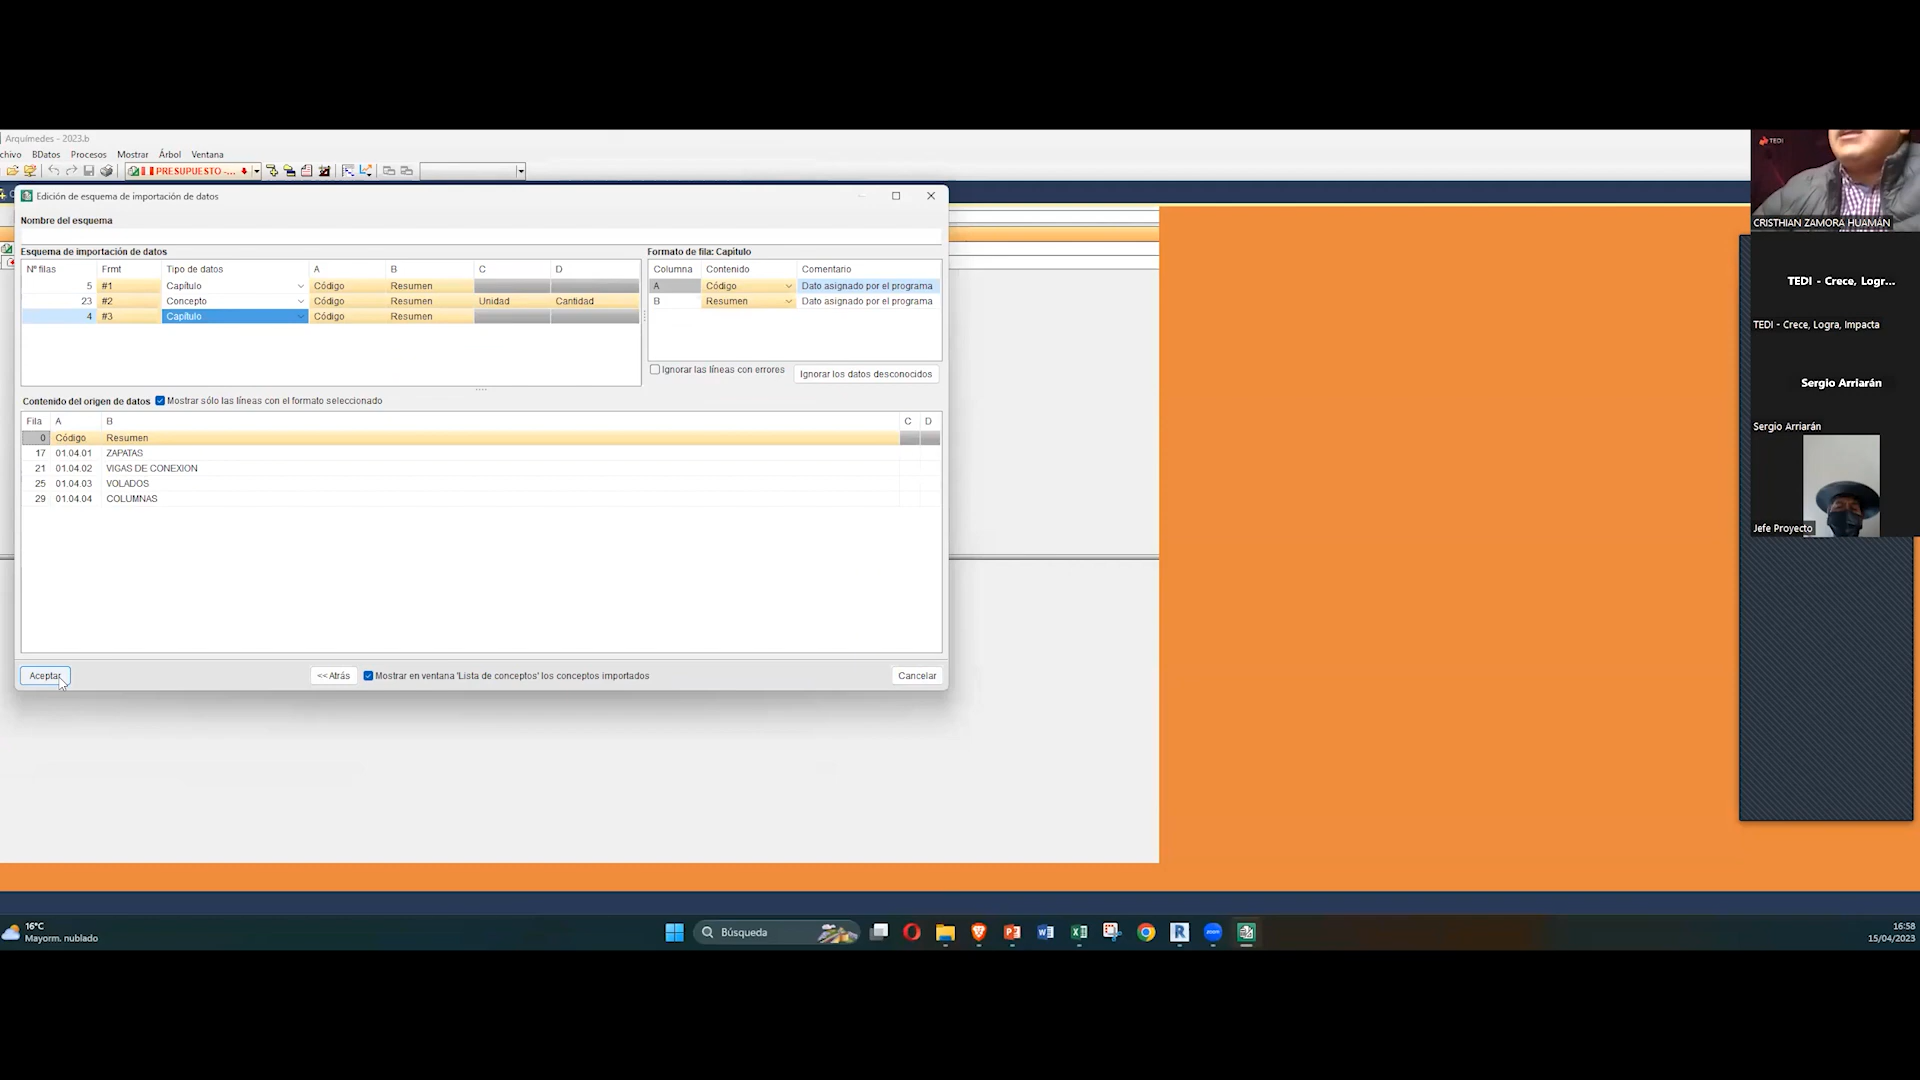 Arquímedes - 2023.b
chivo BDatos Procesos Mostrar Árbol Ventana
PRESUPUESTO -...
Edición de esquema de importación de datos
Nombre del esquema
Esquema de importación de datos
Nº filas Frmt Tipo de datos A B C D
5 #1 Capítulo Código Resumen
23 #2 Concepto Código Resumen Unidad Cantidad
4 #3 Capítulo Código Resumen
Formato de fila: Capítulo
Columna Contenido Comentario
A Código Dato asignado por el programa
B Resumen Dato asignado por el programa
Ignorar las líneas con errores Ignorar los datos desconocidos
Contenido del origen de datos Mostrar sólo las líneas con el formato seleccionado
Fila A B C D
0 Código Resumen
17 01.04.01 ZAPATAS
21 01.04.02 VIGAS DE CONEXION
25 01.04.03 VOLADOS
29 01.04.04 COLUMNAS
Aceptar << Atrás Mostrar en ventana 'Lista de conceptos' los conceptos importados Cancelar
TEDI
CRISTHIAN ZAMORA HUAMÁN
TEDI - Crece, Logr...
TEDI - Crece, Logra, Impacta
Sergio Arriarán
Sergio Arriarán
Jefe Proyecto
16°C
Mayorm. nublado
Búsqueda
16:58
15/04/2023